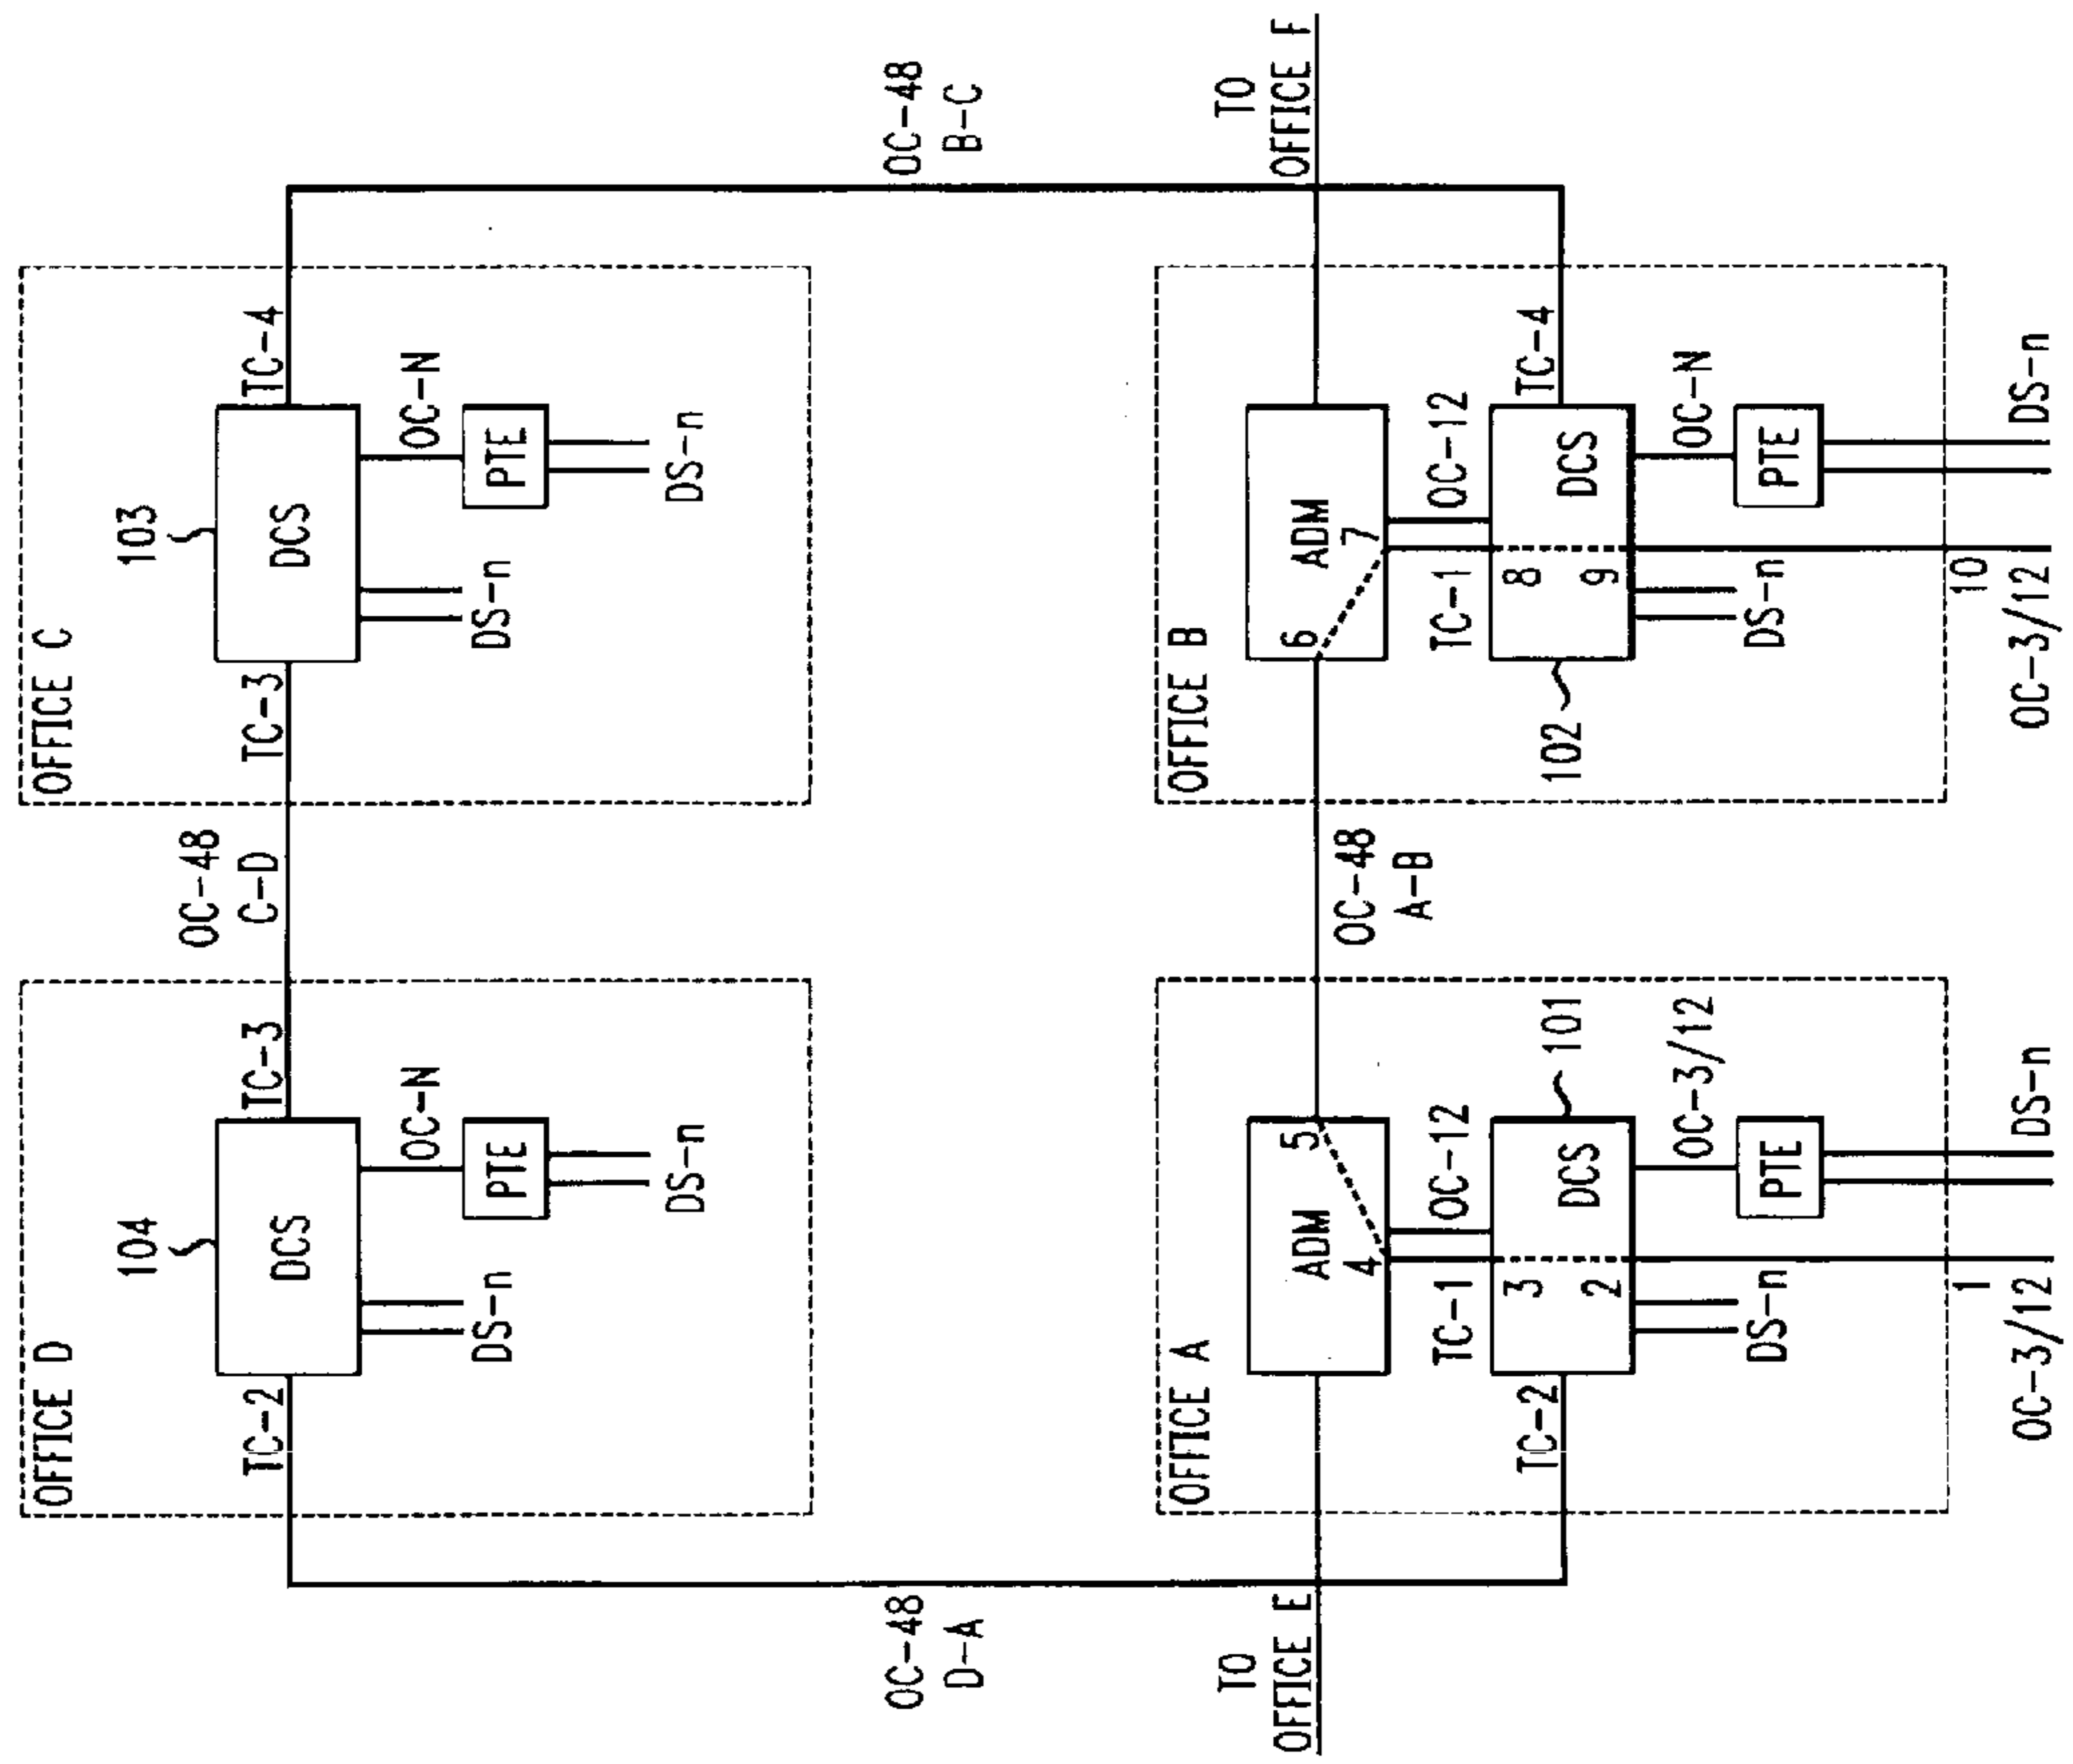 OFFICE D
104
DCS
TC-2
TC-3
DS-n
OC-N
PTE
DS-n
OC-48
C-D
OFFICE C
103
DCS
TC-3
TC-4
DS-n
OC-N
PTE
DS-n
OC-48
D-A
OC-48
B-C
TO
OFFICE E
OFFICE A
ADM
4
5
TC-1
OC-12
TC-2
3
2
DCS
101
DS-n
OC-3/12
PTE
1
OC-3/12
DS-n
OC-48
A-B
OFFICE B
ADM
6
7
TC-1
OC-12
TC-4
8
9
DCS
102
DS-n
OC-N
PTE
10
OC-3/12
DS-n
TO
OFFICE F